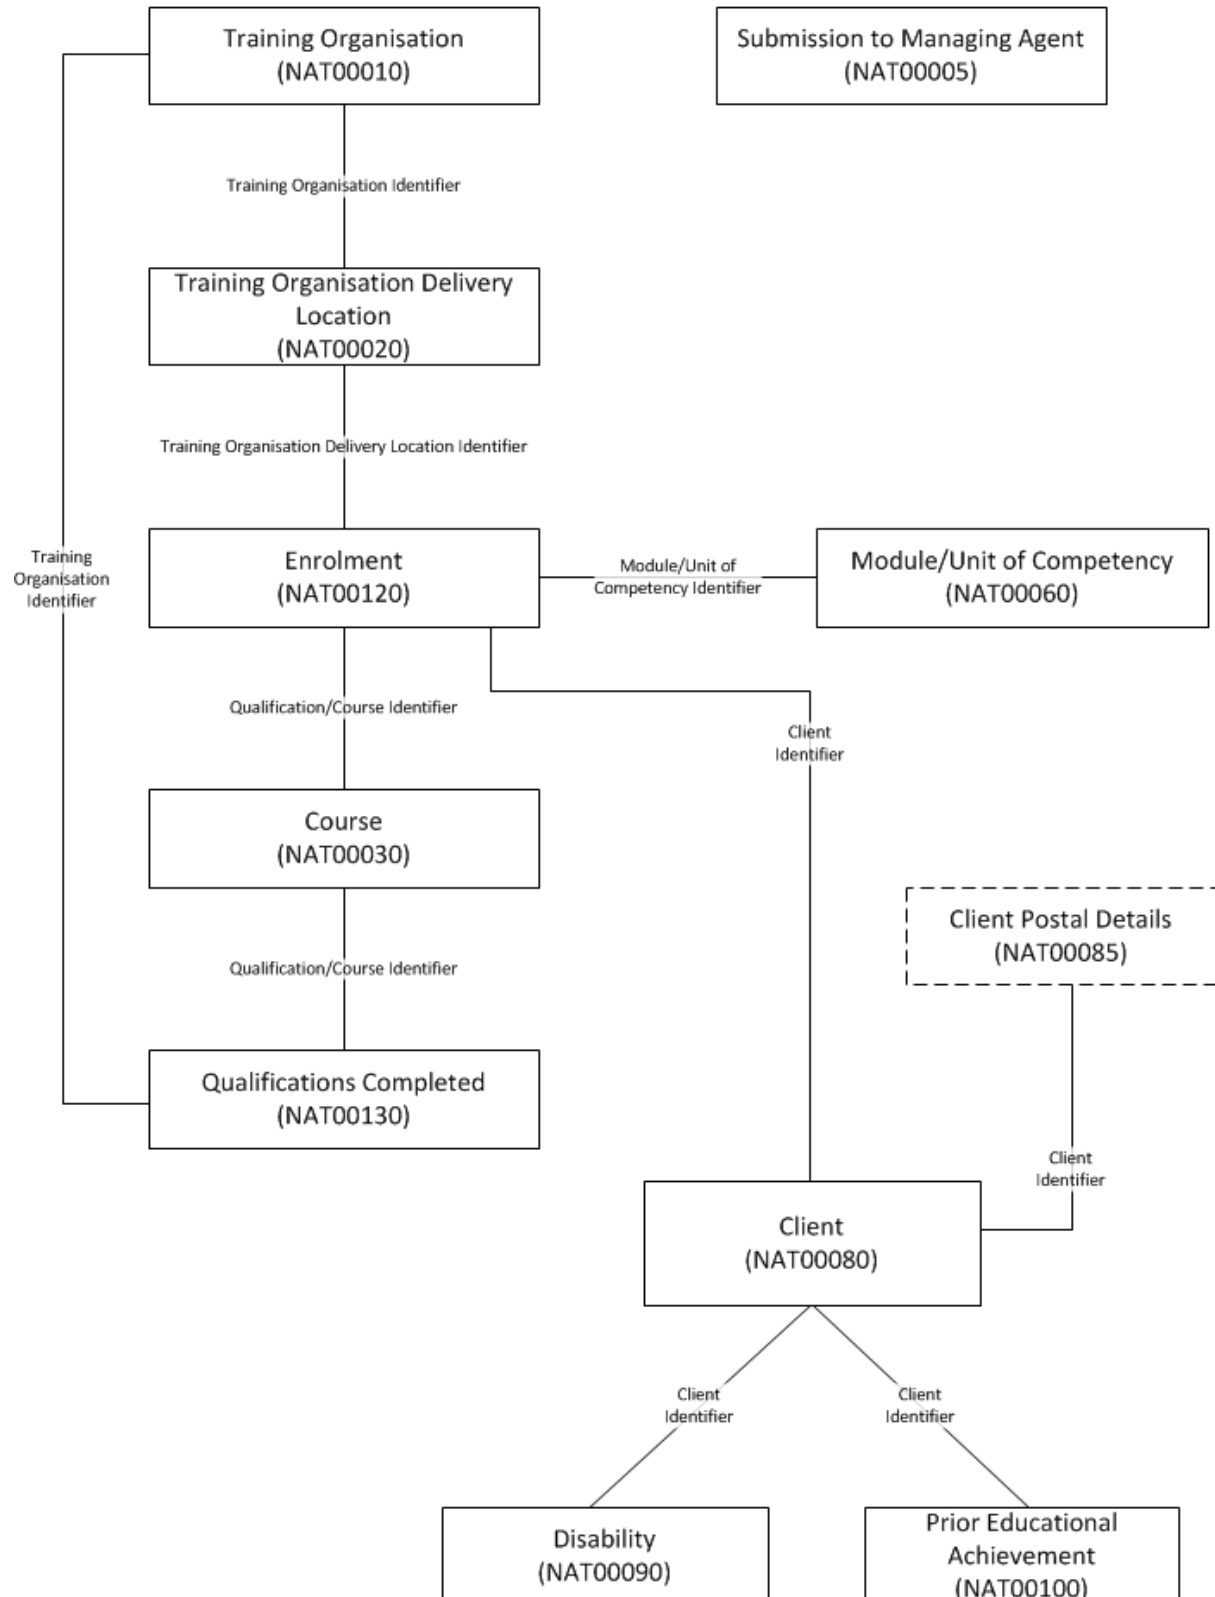 Training Organisation
(NAT00010)
Submission to Managing Agent
(NAT00005)
Training Organisation Identifier
Training Organisation Delivery
Location
(NAT00020)
Training Organisation Delivery Location Identifier
Training
Organisation
Identifier
Enrolment
(NAT00120)
Module/Unit of
Competency Identifier
Module/Unit of Competency
(NAT00060)
Qualification/Course Identifier
Client
Identifier
Course
(NAT00030)
Client Postal Details
(NAT00085)
Qualification/Course Identifier
Qualifications Completed
(NAT00130)
Client
Identifier
Client
(NAT00080)
Client
Identifier
Client
Identifier
Disability
(NAT00090)
Prior Educational
Achievement
(NAT00100)